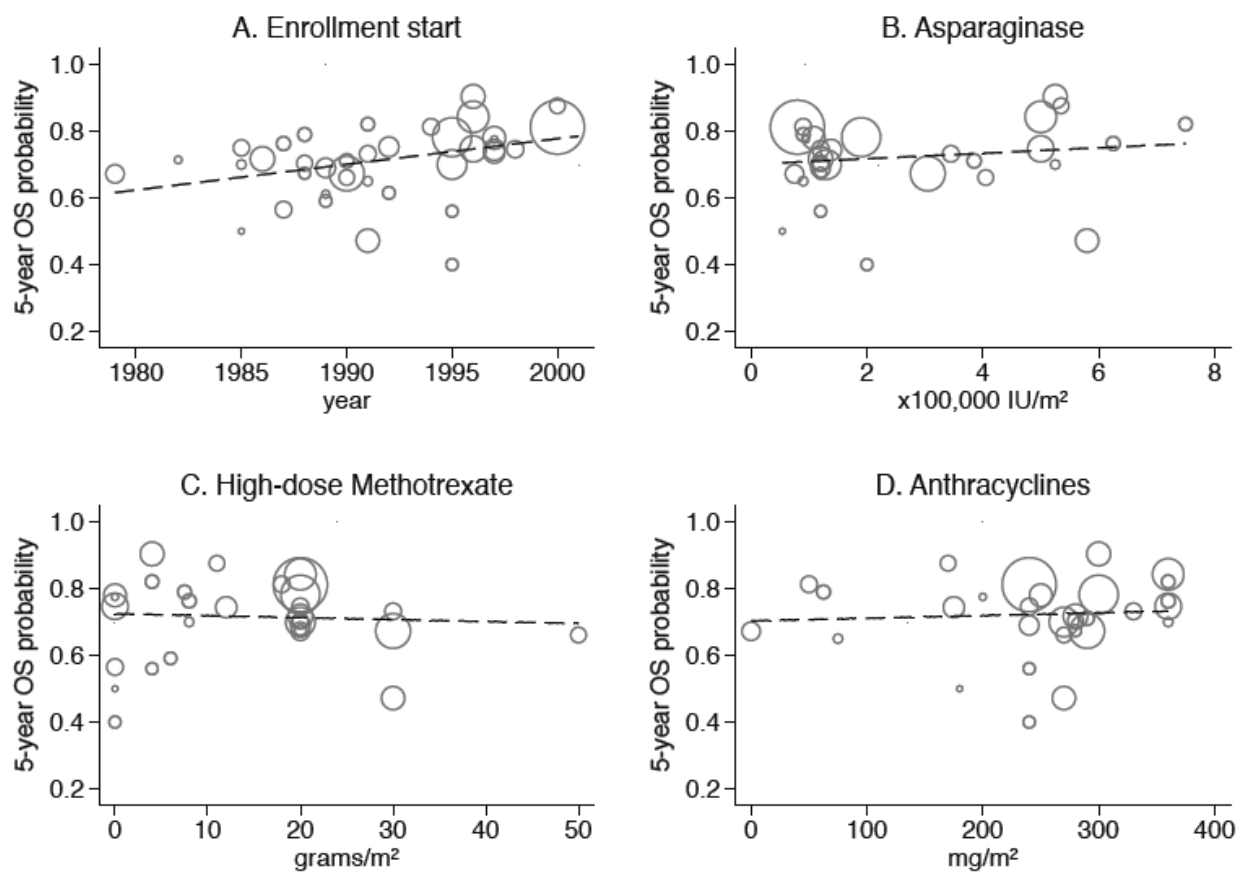 A. Enrollment start
5-year OS probability
1.0
0.8
0.6
0.4
0.2
1980 1985 1990 1995 2000
year
B. Asparaginase
5-year OS probability
1.0
0.8
0.6
0.4
0.2
0 2 4 6 8
x100,000 IU/m²
C. High-dose Methotrexate
5-year OS probability
1.0
0.8
0.6
0.4
0.2
0 10 20 30 40 50
grams/m²
D. Anthracyclines
5-year OS probability
1.0
0.8
0.6
0.4
0.2
0 100 200 300 400
mg/m²